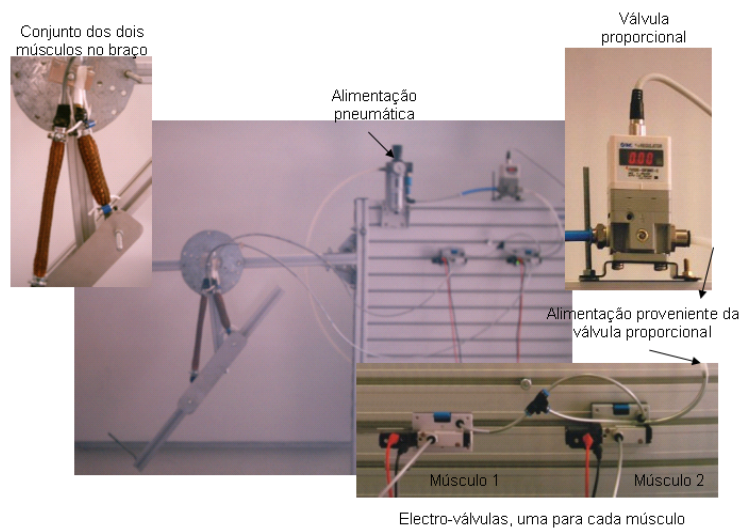 Conjunto dos dois
músculos no braço
Válvula
proporcional
Alimentação
pneumática
SMC
0.00
Alimentação proveniente da
válvula proporcional
Músculo 1
Músculo 2
Electro-válvulas, uma para cada músculo